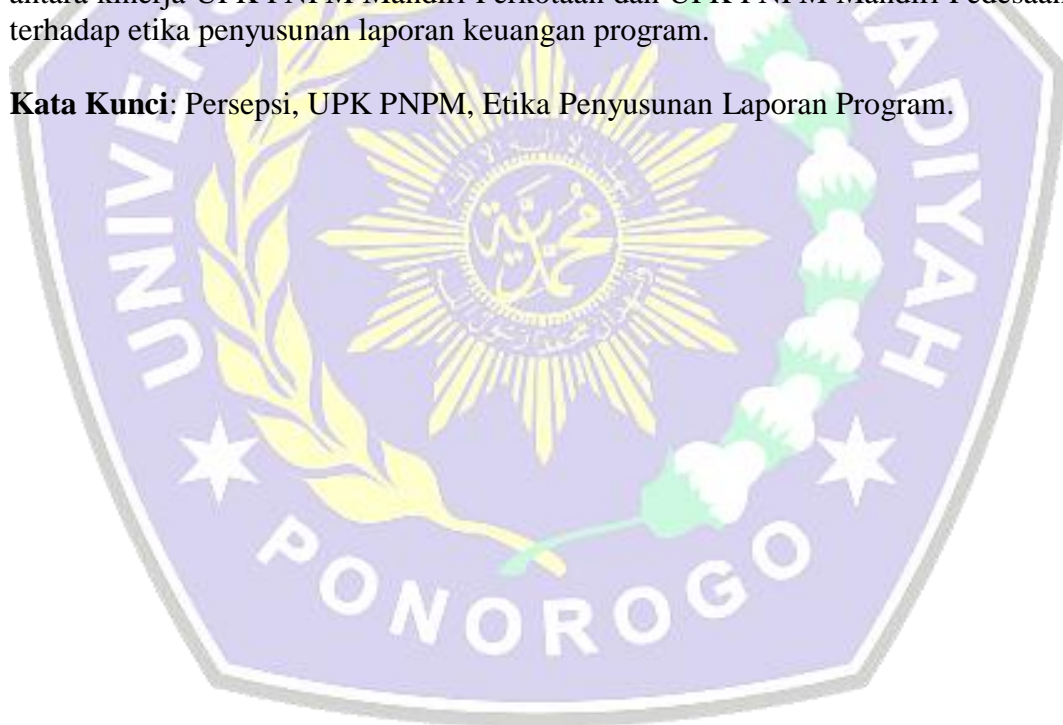 antara kinerja UPK PNPM Mandiri Perkotaan dan UPK PNPM Mandiri Pedesaan
terhadap etika penyusunan laporan keuangan program.
Kata Kunci: Persepsi, UPK PNPM, Etika Penyusunan Laporan Program.
PONOROGO
محمدية